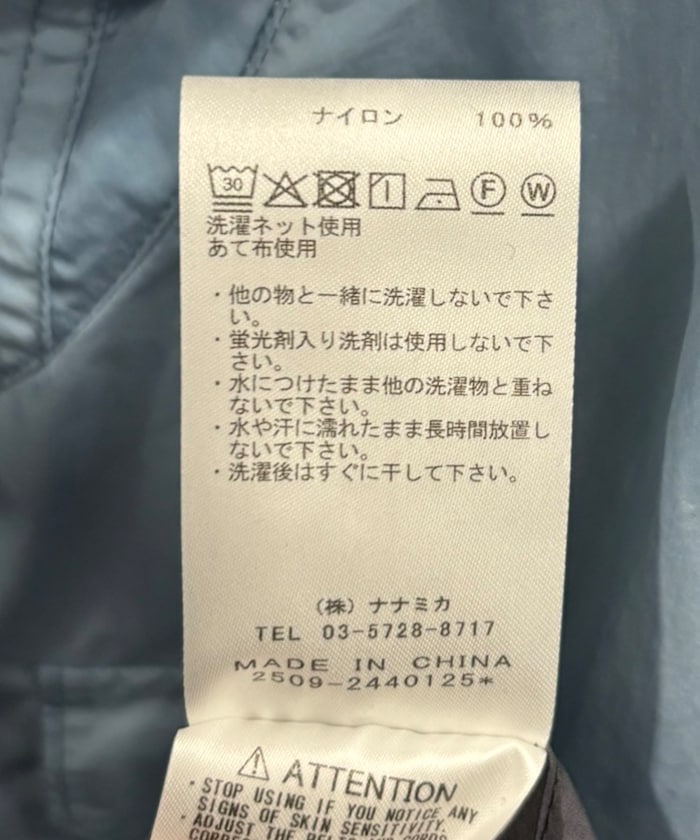 ナイロン 100%
30 F W
洗濯ネット使用
あて布使用
・他の物と一緒に洗濯しないで下さ
い。
・蛍光剤入り洗剤は使用しないで下
さい。
・水につけたまま他の洗濯物と重ね
ないで下さい。
・水や汗に濡れたまま長時間放置し
ないで下さい。
・洗濯後はすぐに干して下さい。
(株) ナナミカ
TEL 03-5728-8717
MADE IN CHINA
2509-2440125*
ATTENTION
・STOP USING IF YOU NOTICE ANY
SIGNS OF SKIN SENSITIVITY.
・ADJUST THE